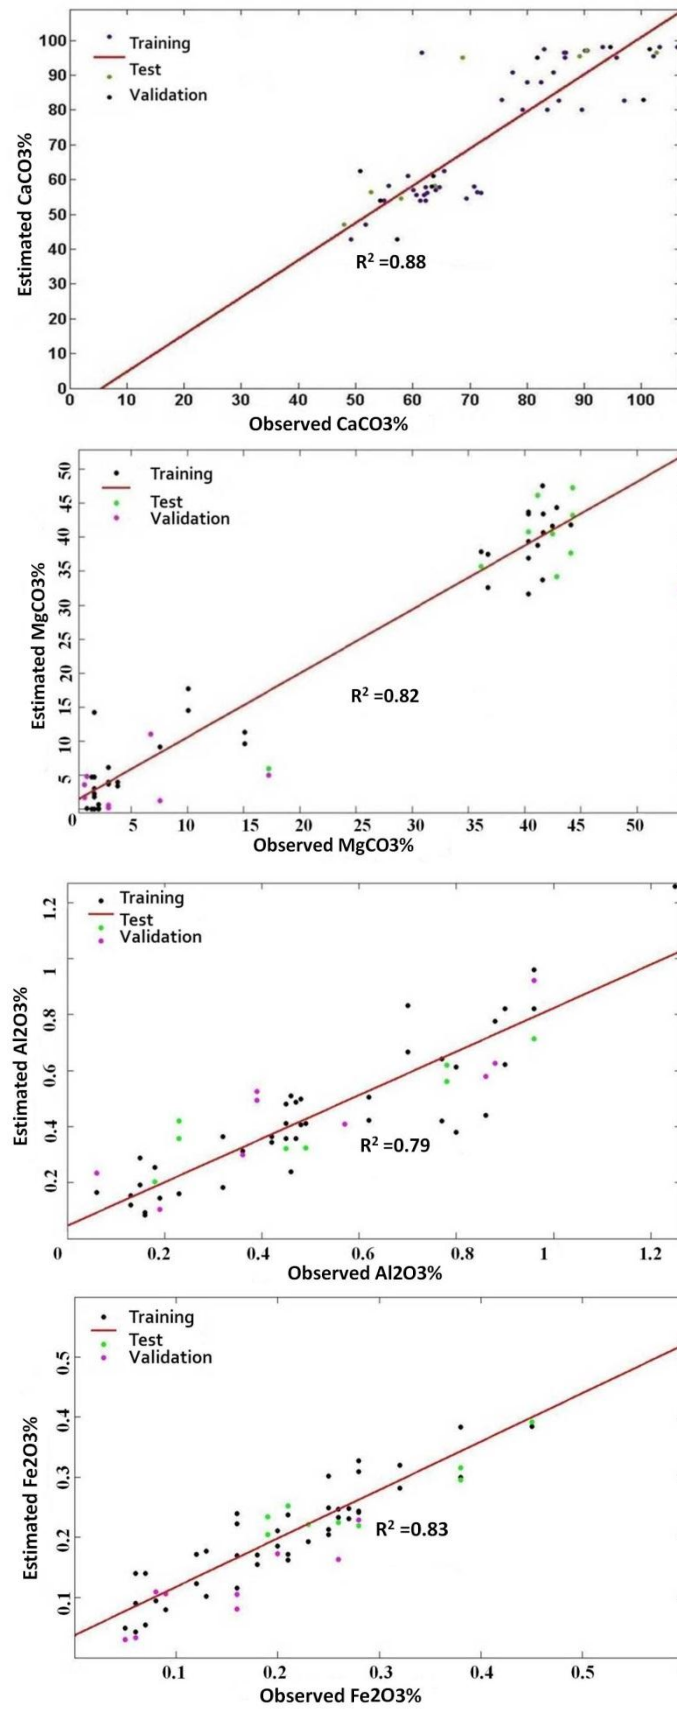 100
90
80
70
60
50
40
30
20
10
0
Training
Test
Validation
Estimated CaCO3%
R² =0.88
0 10 20 30 40 50 60 70 80 90 100
Observed CaCO3%
50
45
40
35
30
25
20
15
10
5
Training
Test
Validation
Estimated MgCO3%
R² =0.82
0 5 10 15 20 25 30 35 40 45 50
Observed MgCO3%
1.2
1
0.8
0.6
0.4
0.2
Training
Test
Validation
Estimated Al2O3%
R² =0.79
0 0.2 0.4 0.6 0.8 1 1.2
Observed Al2O3%
0.5
0.4
0.3
0.2
0.1
Training
Test
Validation
Estimated Fe2O3%
R² =0.83
0.1 0.2 0.3 0.4 0.5
Observed Fe2O3%